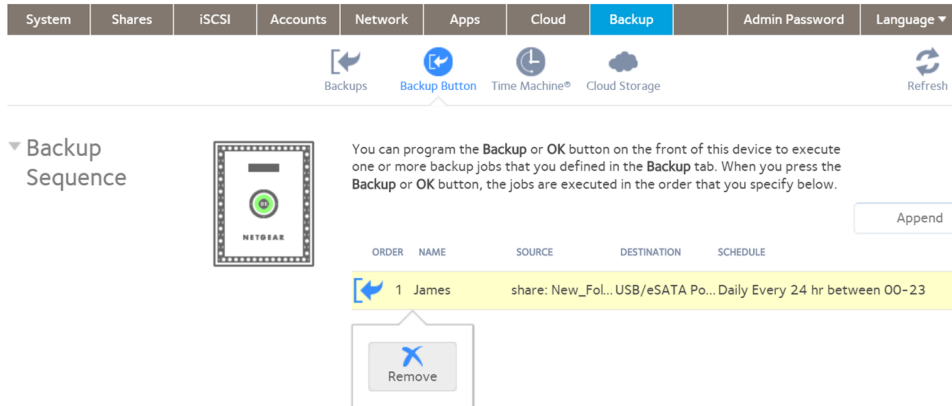 System Shares iSCSI Accounts Network Apps Cloud Backup Admin Password Language
Backups Backup Button Time Machine® Cloud Storage Refresh
Backup
Sequence
NETGEAR
You can program the Backup or OK button on the front of this device to execute
one or more backup jobs that you defined in the Backup tab. When you press the
Backup or OK button, the jobs are executed in the order that you specify below.
Append
ORDER NAME SOURCE DESTINATION SCHEDULE
1 James share: New_Fol... USB/eSATA Po... Daily Every 24 hr between 00-23
Remove